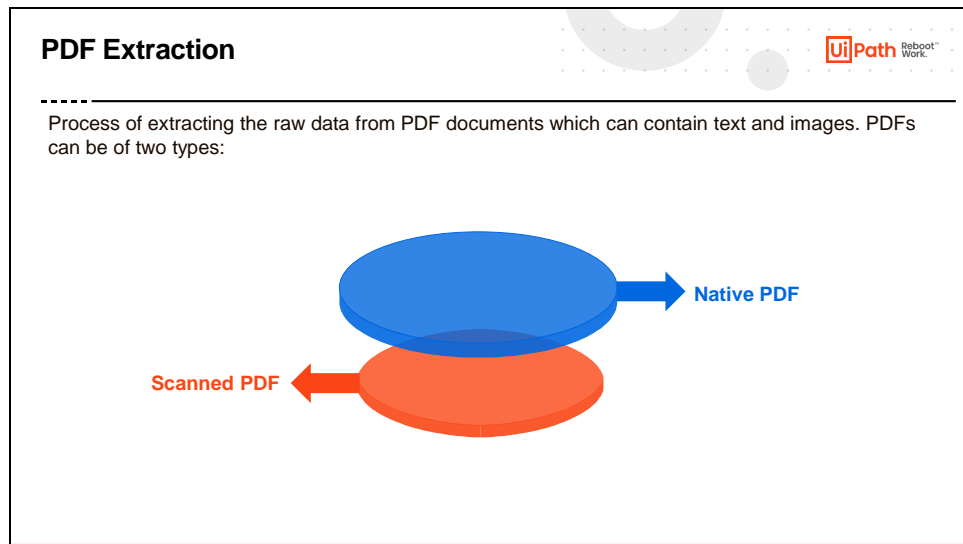 PDF Extraction
UiPath Reboot™
Work.
Process of extracting the raw data from PDF documents which can contain text and images. PDFs
can be of two types:
Native PDF
Scanned PDF